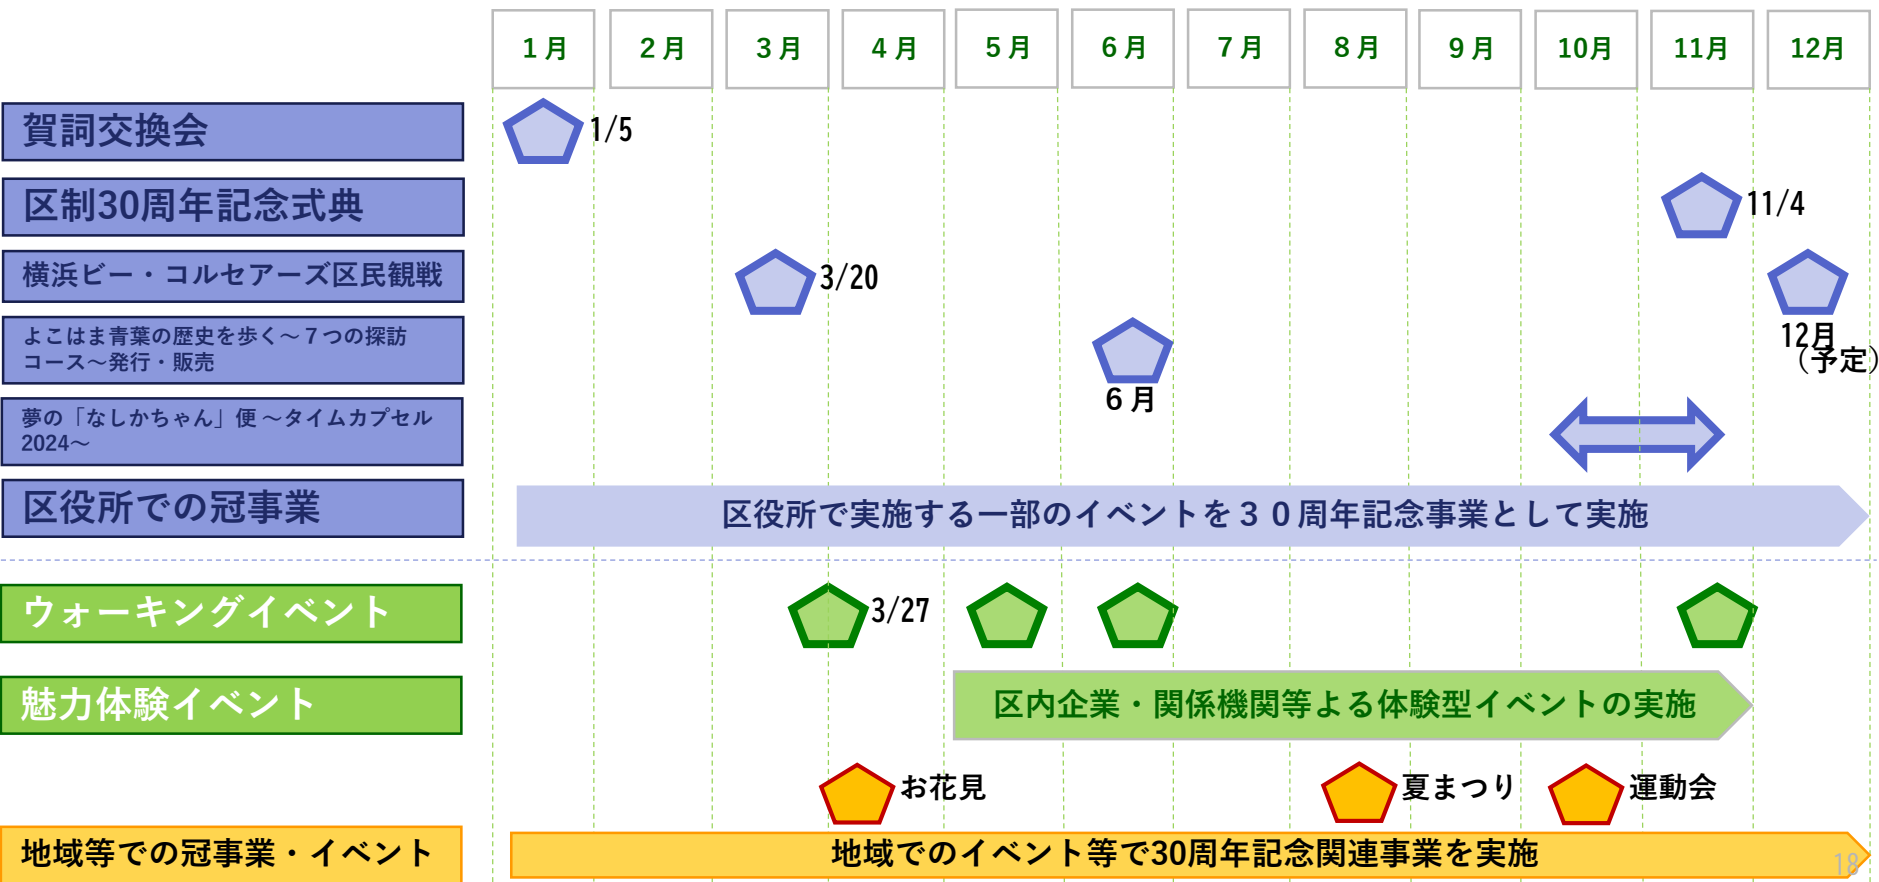 1月 2月 3月 4月 5月 6月 7月 8月 9月 10月 11月 12月
賀詞交換会
1/5
区制30周年記念式典
11/4
横浜ビー・コルセアーズ区民観戦
3/20
12月
（予定）
よこはま青葉の歴史を歩く～７つの探訪
コース～発行・販売
６月
夢の「なしかちゃん」便 ～タイムカプセル
2024～
区役所での冠事業
区役所で実施する一部のイベントを３０周年記念事業として実施
ウォーキングイベント
3/27
魅力体験イベント
区内企業・関係機関等よる体験型イベントの実施
お花見
夏まつり
運動会
地域等での冠事業・イベント
地域でのイベント等で30周年記念関連事業を実施
18